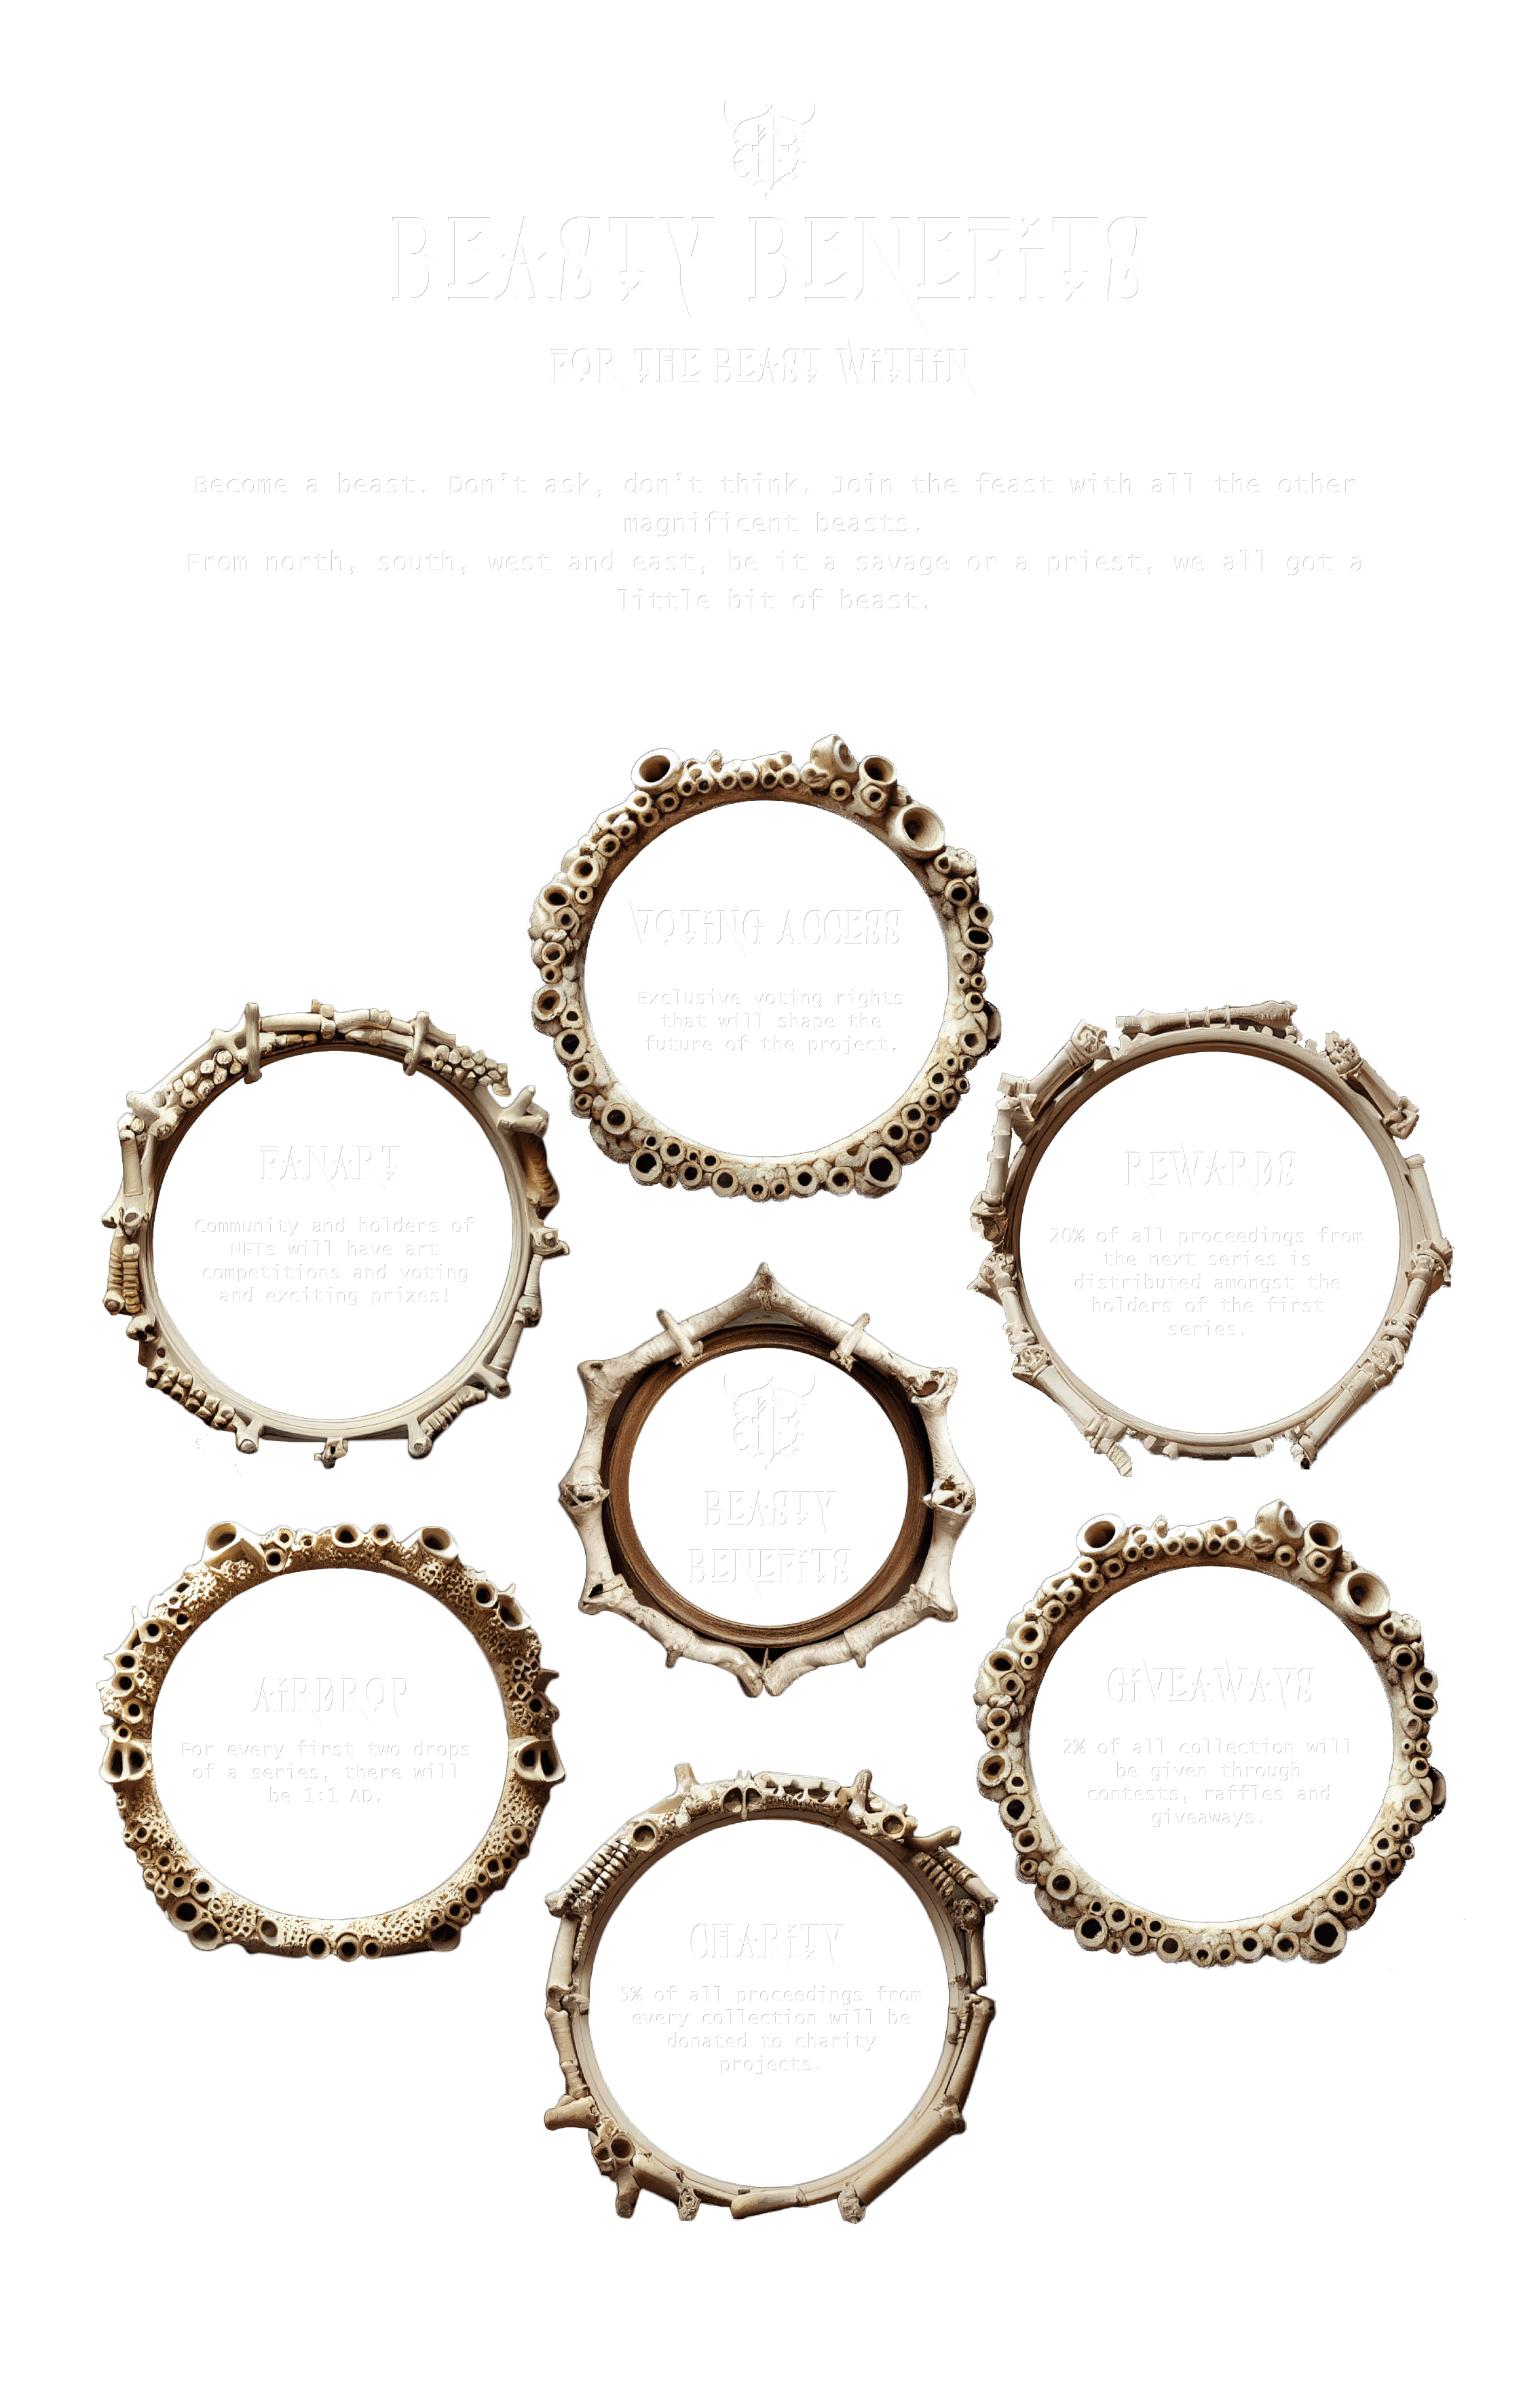 BEASTY BENEFiTS
FOR THE BEAST WiTHiN
Become a beast. Don't ask, don't think. Join the feast with all the other
magnificent beasts.
From north, south, west and east, be it a savage or a priest, we all got a
little bit of beast.
VOTiNG ACCESS
Exclusive voting rights
that will shape the
future of the project.
FANART
Community and holders of
NFTs will have art
competitions and voting
and exciting prizes!
REWARDS
20% of all proceedings from
the next series is
distributed amongst the
holders of the first
series.
BEASTY
BENEFiTS
AiRDROP
For every first two drops
of a series, there will
be 1:1 AD.
GiVEAWAYS
2% of all collection will
be given through
contests, raffles and
giveaways.
CHARiTY
5% of all proceedings from
every collection will be
donated to charity
projects.